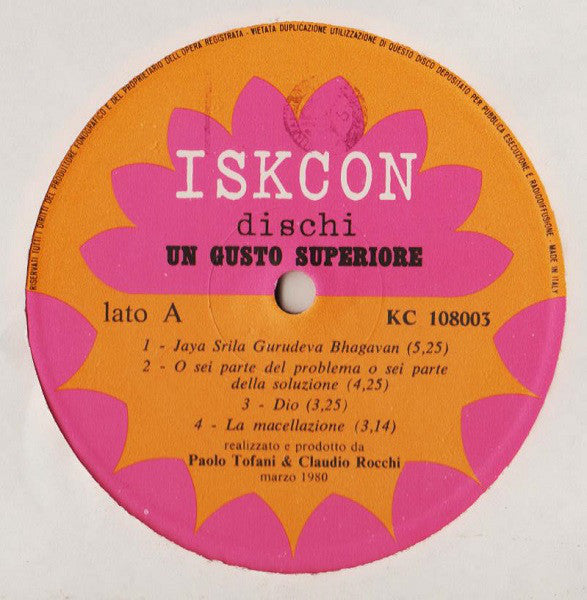 RISERVATI TUTTI I DIRITTI DEL PRODUTTORE FONOGRAFICO E DEL PROPRIETARIO DELL'OPERA REGISTRATA - VIETATA DUPLICAZIONE UTILIZZAZIONE DI QUESTO DISCO DEPOSITATO PER PUBBLICA ESECUZIONE E RADIODIFFUSIONE. MADE IN ITALY
ISKCON
dischi
UN GUSTO SUPERIORE
lato A
KC 108003
1 - Jaya Srila Gurudeva Bhagavan (5,25)
2 - O sei parte del problema o sei parte
della soluzione (4,25)
3 - Dio (3,25)
4 - La macellazione (3,14)
realizzato e prodotto da
Paolo Tofani & Claudio Rocchi
marzo 1980